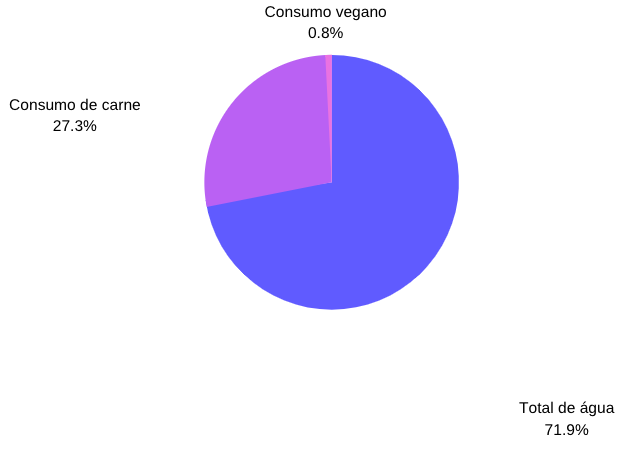 Consumo vegano
0.8%
Consumo de carne
27.3%
Total de água
71.9%